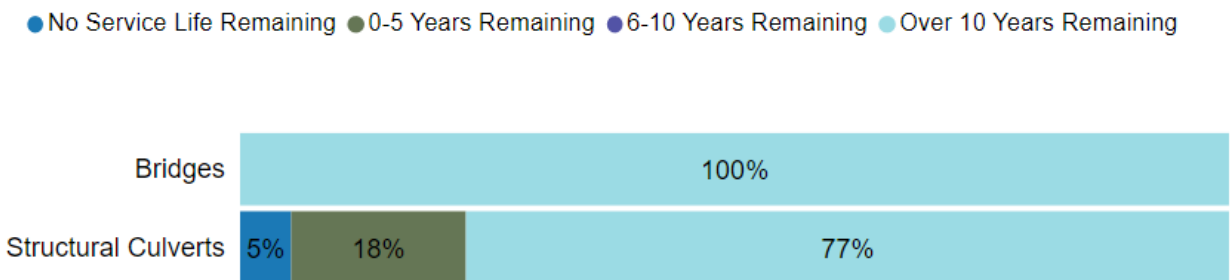 No Service Life Remaining 0-5 Years Remaining 6-10 Years Remaining Over 10 Years Remaining
Bridges 100%
Structural Culverts 5% 18% 77%